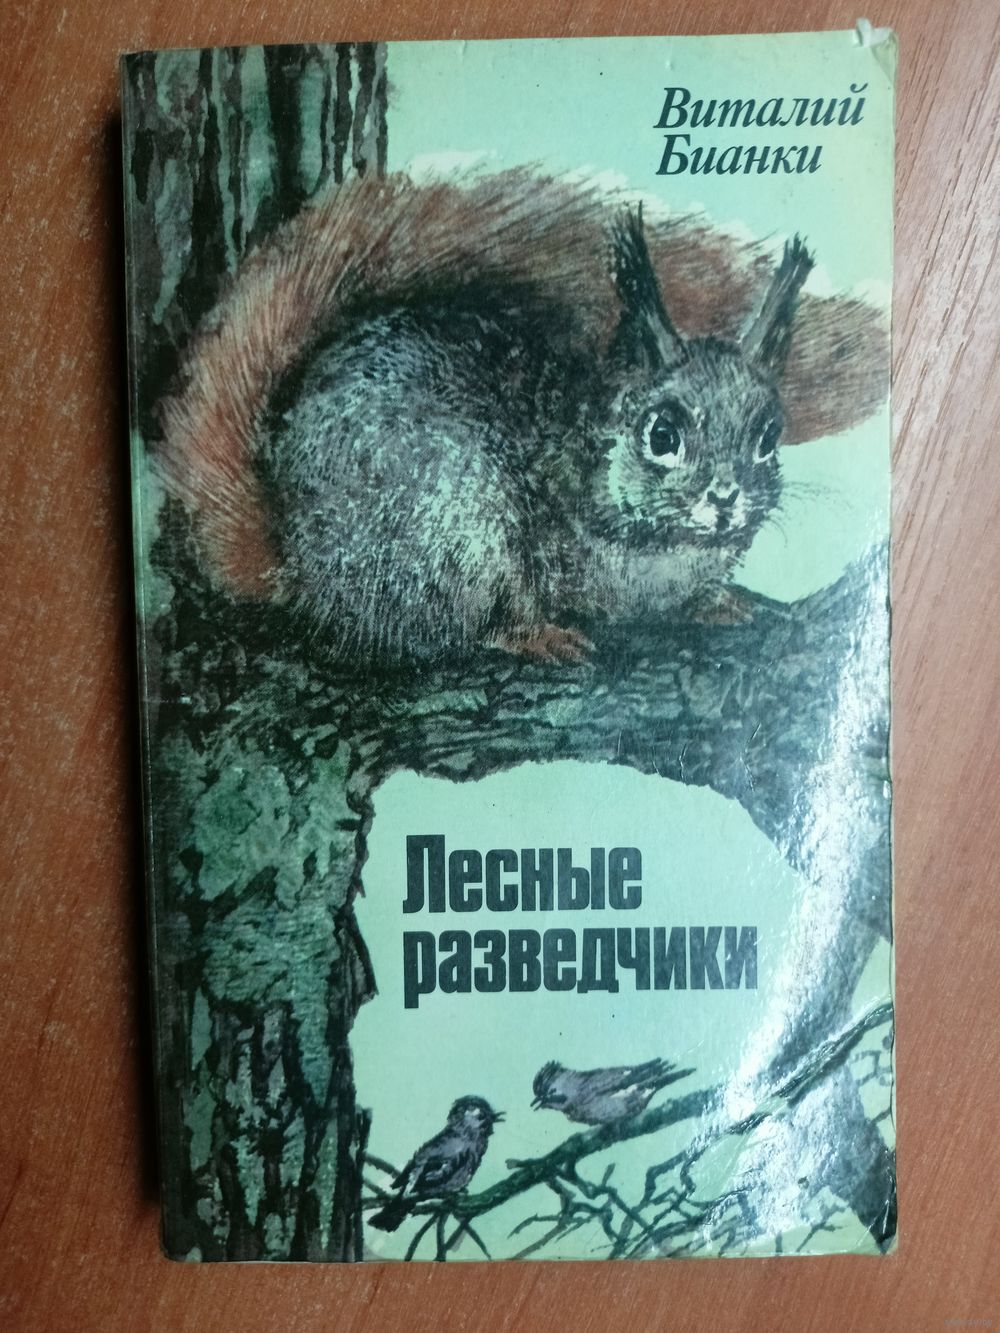 Виталий
Бианки
Лесные
разведчики